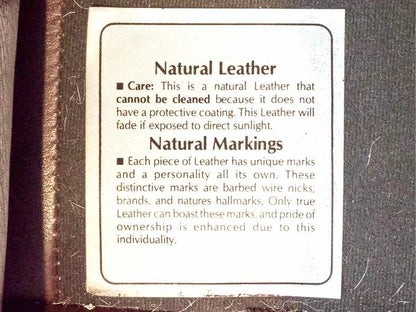 Natural Leather
■ Care: This is a natural Leather that
cannot be cleaned because it does not
have a protective coating. This Leather will
fade if exposed to direct sunlight.
Natural Markings
■ Each piece of Leather has unique marks
and a personality all its own. These
distinctive marks are barbed wire nicks,
brands, and natures hallmarks. Only true
Leather can boast these marks, and pride of
ownership is enhanced due to this
individuality.